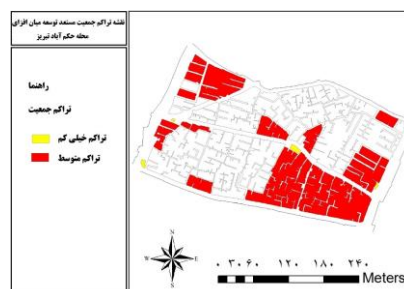 نقشه تراکم جمعیت مستعد توسعه میان افزای
محله حکم آباد تبریز
راهنما
تراکم جمعیت
تراکم خیلی کم
تراکم متوسط
N
W E
S
۰ ۳۰ ۶۰ ۱۲۰ ۱۸۰ ۲۴۰
Meters